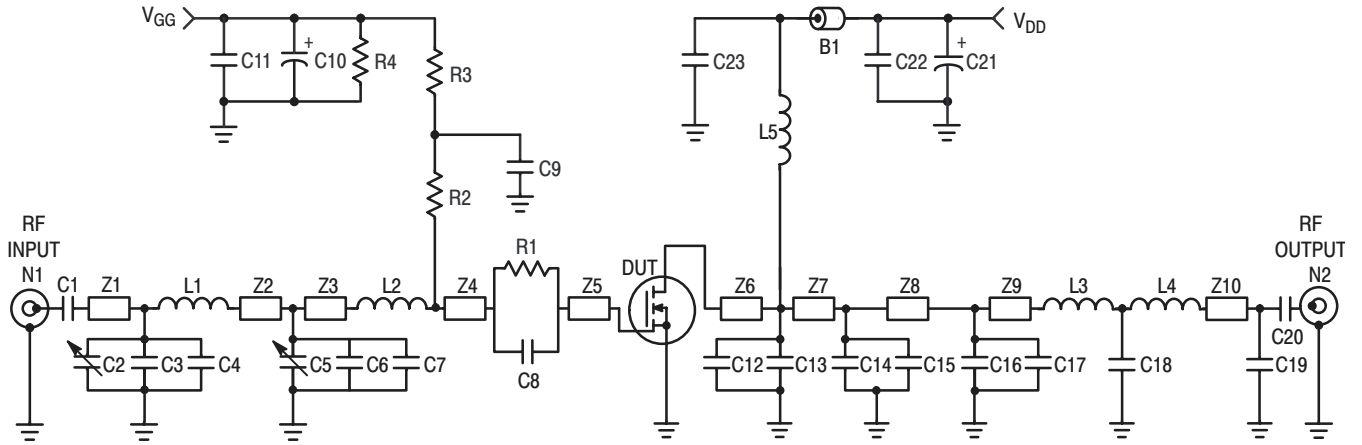 V_GG
V_DD
B1
C11
+
C10
R4
R3
C23
C22
+
C21
L5
C9
R2
RF
INPUT
N1
RF
OUTPUT
N2
C1
Z1
L1
Z2
Z3
L2
Z4
R1
Z5
DUT
Z6
Z7
Z8
Z9
L3
L4
Z10
C20
C2
C3
C4
C5
C6
C7
C8
C12
C13
C14
C15
C16
C17
C18
C19